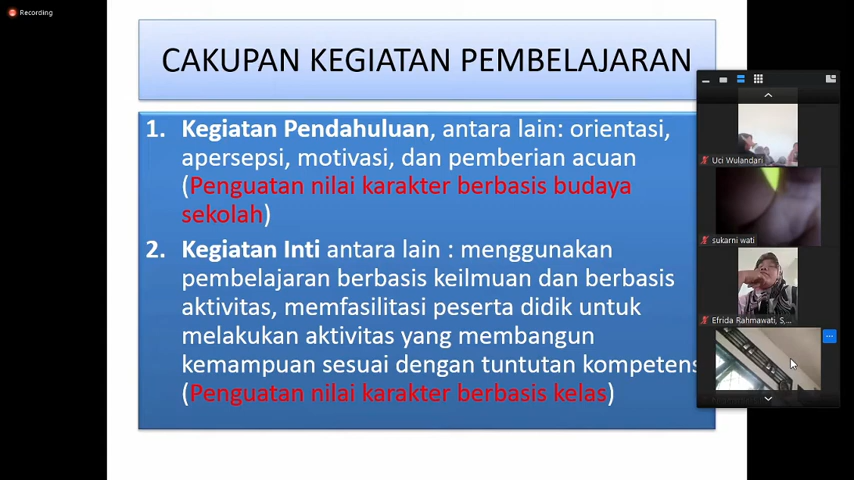 Recording
CAKUPAN KEGIATAN PEMBELAJARAN
1. Kegiatan Pendahuluan, antara lain: orientasi,
apersepsi, motivasi, dan pemberian acuan
(Penguatan nilai karakter berbasis budaya
sekolah)
2. Kegiatan Inti antara lain : menggunakan
pembelajaran berbasis keilmuan dan berbasis
aktivitas, memfasilitasi peserta didik untuk
melakukan aktivitas yang membangun
kemampuan sesuai dengan tuntutan kompetens
(Penguatan nilai karakter berbasis kelas)
Uci Wulandari
sukarni wati
Efrida Rahmawati, S,...